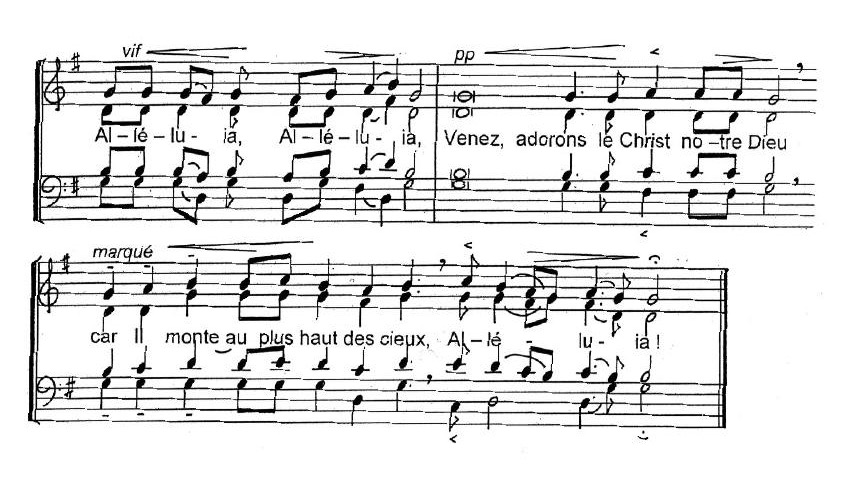 vif pp
Al – lé – lu - ia, Al – lé – lu - ia, Venez, adorons le Christ no –tre Dieu
marqué
car Il monte au plus haut des cieux, Al – lé - lu - ia !